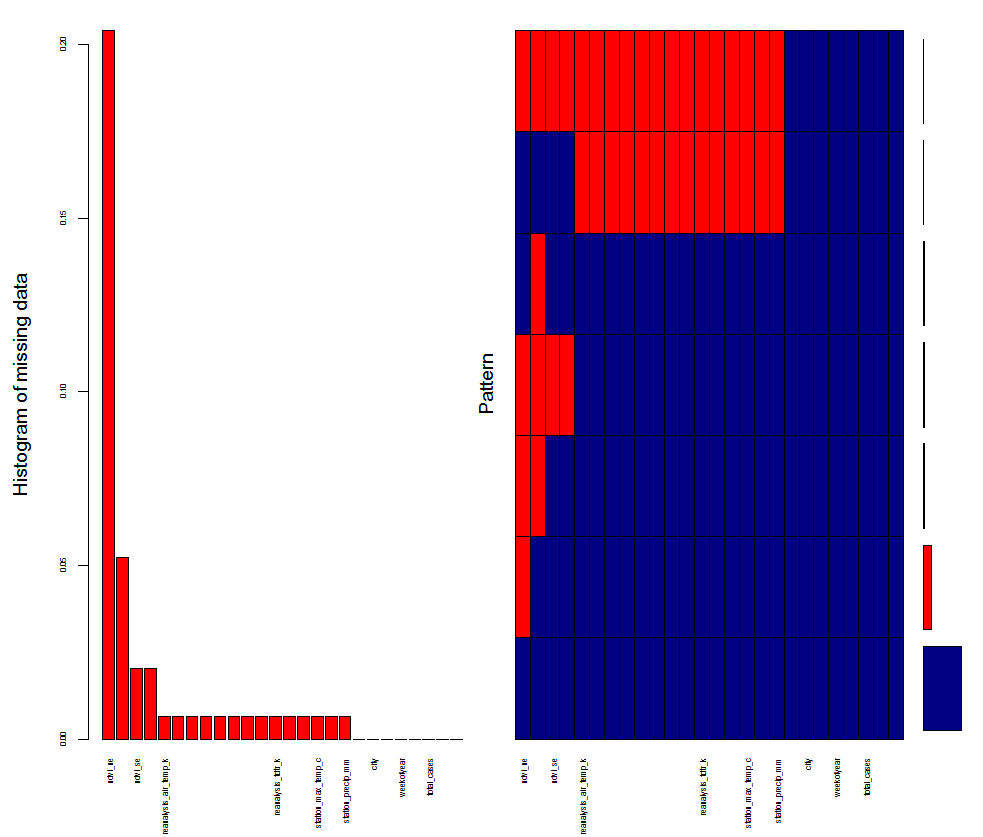 Histogram of missing data
0.20
0.15
0.10
0.05
0.00
ndvi_ne
ndvi_se
reanalysis_air_temp_k
reanalysis_tdtr_k
station_max_temp_c
station_precip_mm
city
weekofyear
total_cases
Pattern
ndvi_ne
ndvi_se
reanalysis_air_temp_k
reanalysis_tdtr_k
station_max_temp_c
station_precip_mm
city
weekofyear
total_cases